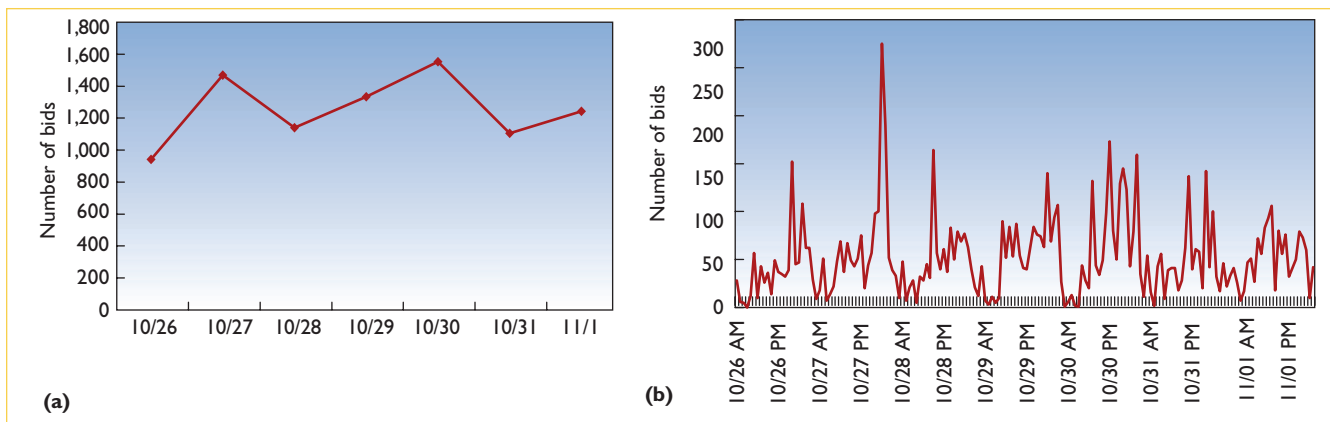 1,800
1,600
1,400
1,200
1,000
800
600
400
200
0
Number of bids
10/26 10/27 10/28 10/29 10/30 10/31 11/1
(a)
300
250
200
150
100
50
0
Number of bids
10/26 AM
10/26 PM
10/27 AM
10/27 PM
10/28 AM
10/28 PM
10/29 AM
10/29 PM
10/30 AM
10/30 PM
10/31 AM
10/31 PM
11/01 AM
11/01 PM
(b)